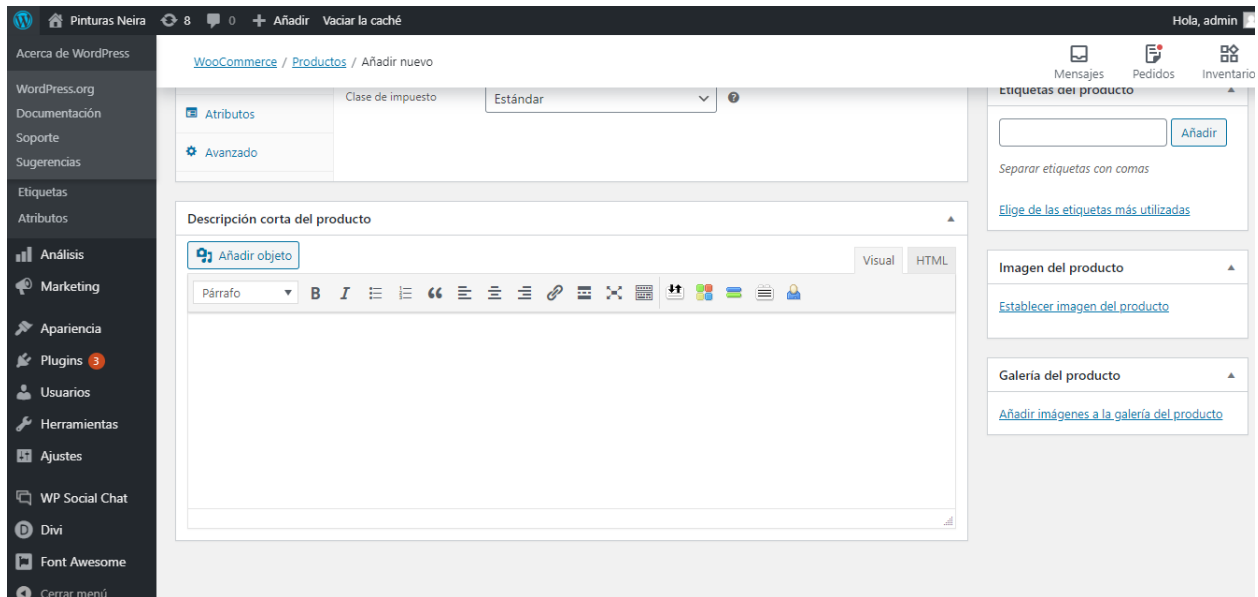 Pinturas Neira 8 0 + Añadir Vaciar la caché Hola, admin
Acerca de WordPress
WordPress.org
Documentación
Soporte
Sugerencias
Etiquetas
Atributos
Análisis
Marketing
Apariencia
Plugins 3
Usuarios
Herramientas
Ajustes
WP Social Chat
Divi
Font Awesome
Cerrar menú
WooCommerce / Productos / Añadir nuevo
Mensajes Pedidos Inventario
Atributos
Avanzado
Clase de impuesto Estándar
Descripción corta del producto
Añadir objeto
Visual HTML
Párrafo B I
Etiquetas del producto
Añadir
Separar etiquetas con comas
Elige de las etiquetas más utilizadas
Imagen del producto
Establecer imagen del producto
Galería del producto
Añadir imágenes a la galería del producto